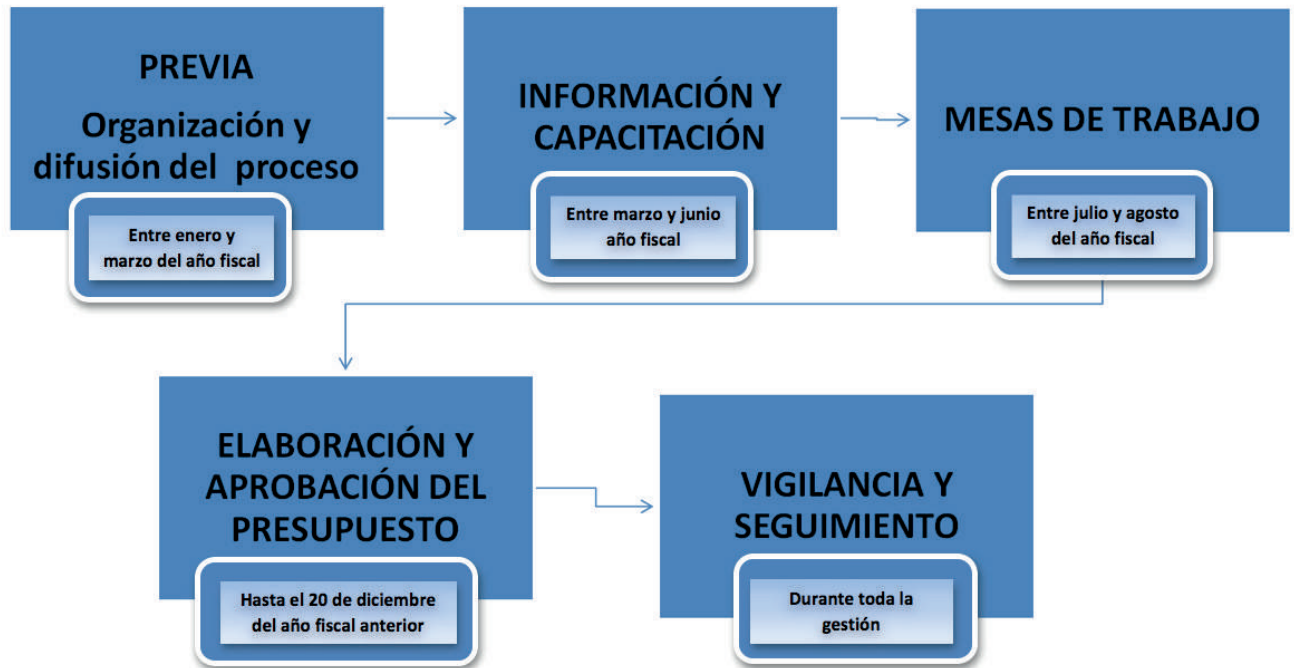 PREVIA
Organización y
difusión del proceso
Entre enero y
marzo del año fiscal
INFORMACIÓN Y
CAPACITACIÓN
Entre marzo y junio
año fiscal
MESAS DE TRABAJO
Entre julio y agosto
del año fiscal
ELABORACIÓN Y
APROBACIÓN DEL
PRESUPUESTO
Hasta el 20 de diciembre
del año fiscal anterior
VIGILANCIA Y
SEGUIMIENTO
Durante toda la
gestión